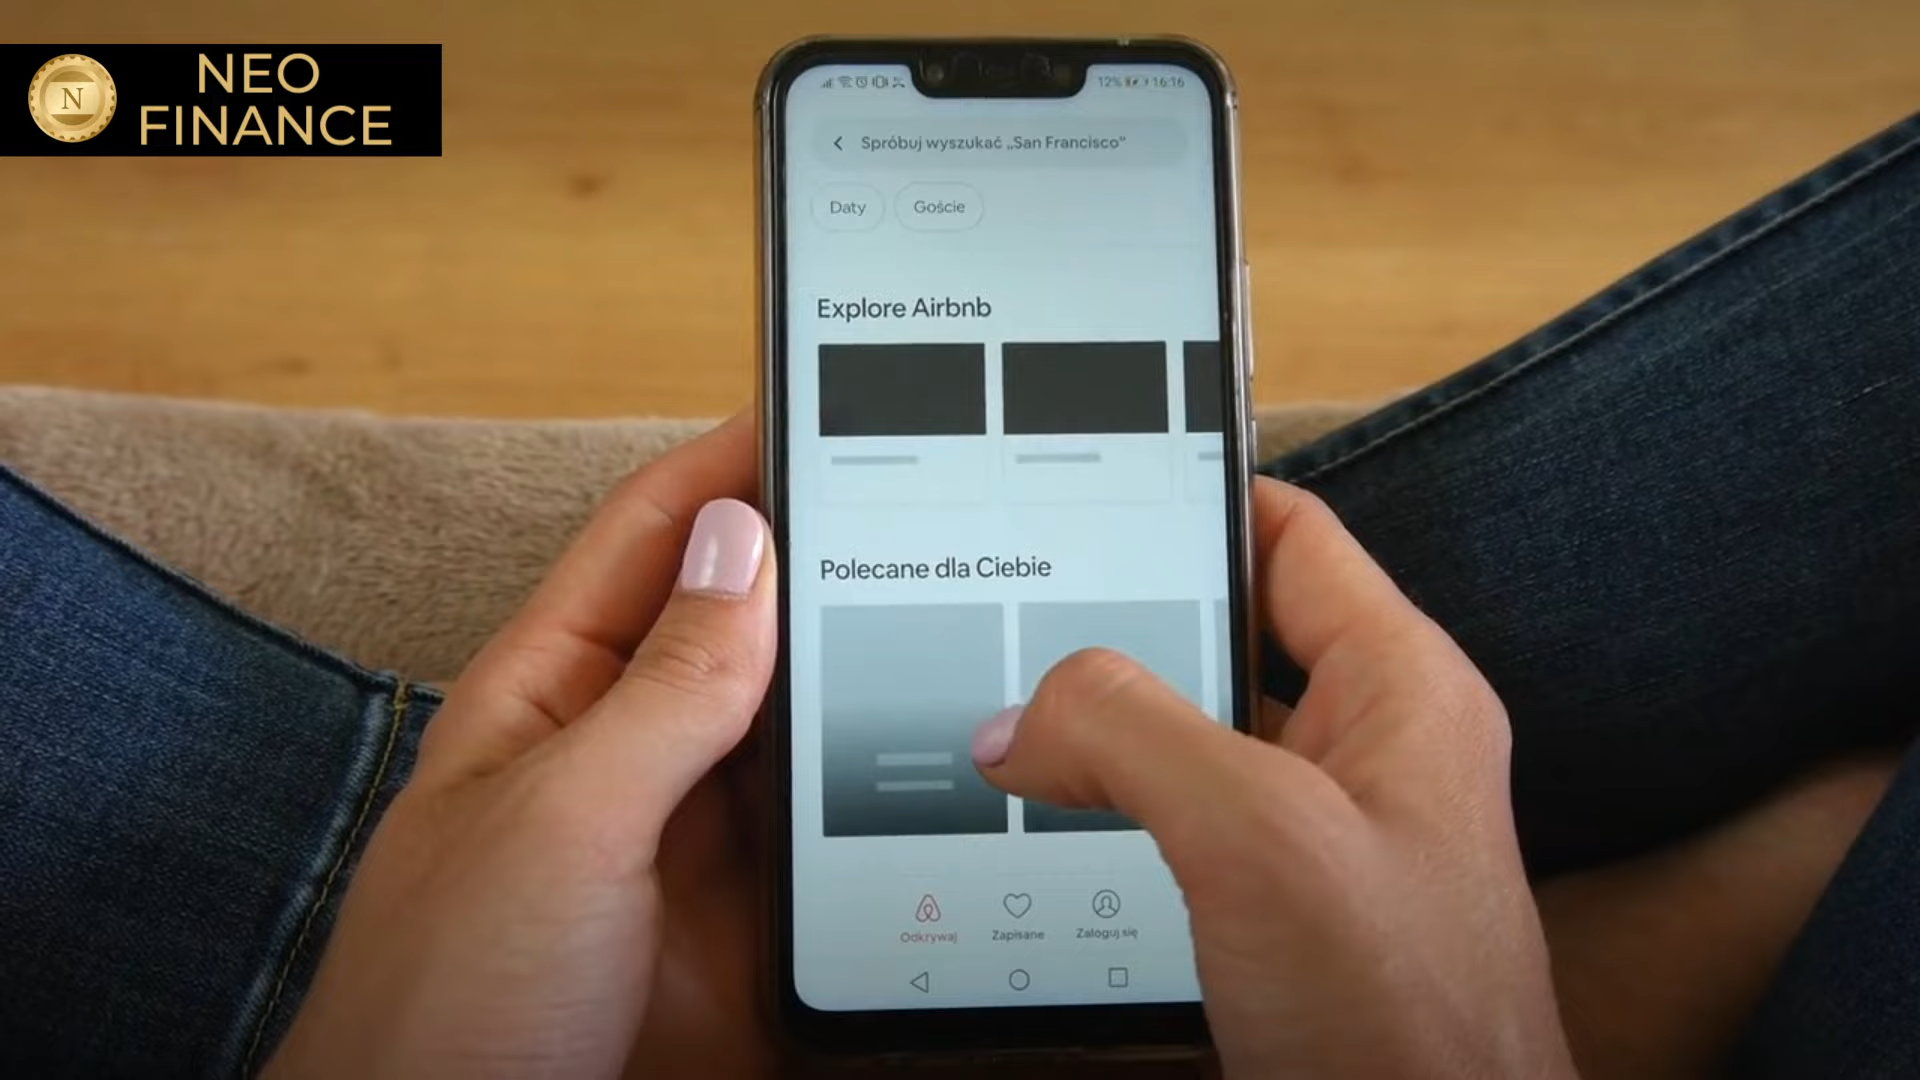 N
NEO
FINANCE
12%
16:16
Spróbuj wyszukać „San Francisco"
Daty
Goście
Explore Airbnb
Polecane dla Ciebie
Odkrywaj
Zapisane
Zaloguj się